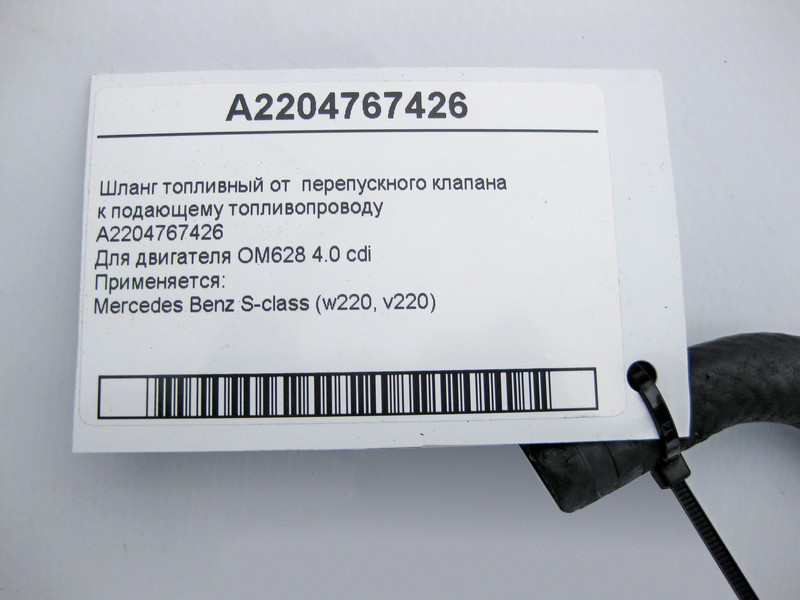 A2204767426
Шланг топливный от перепускного клапана
к подающему топливопроводу
A2204767426
Для двигателя OM628 4.0 cdi
Применяется:
Mercedes Benz S-class (w220, v220)